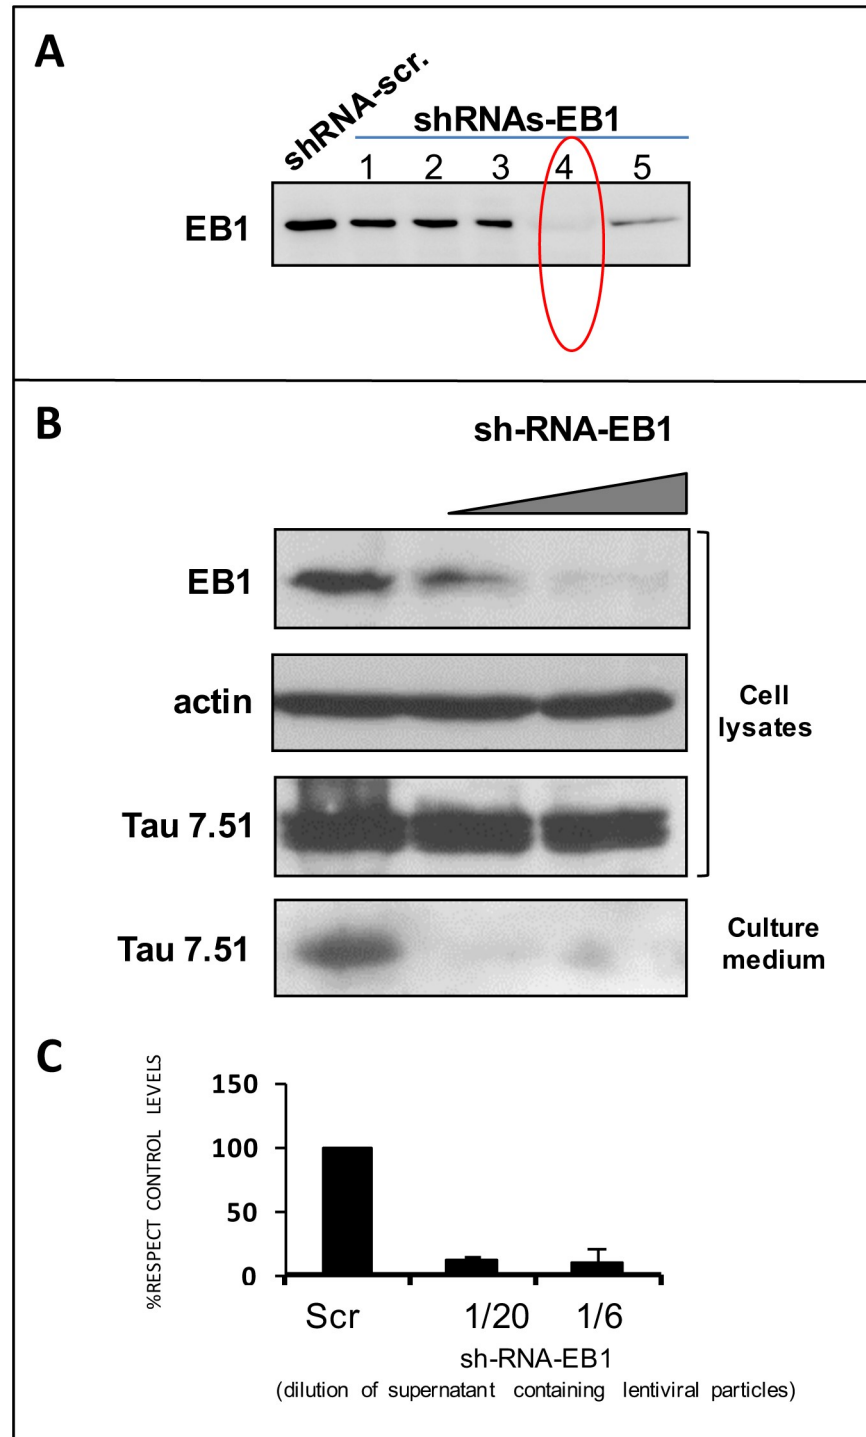 A
shRNA-scr.
shRNAs-EB1
1 2 3 4 5
EB1
B
sh-RNA-EB1
EB1
actin
Cell
lysates
Tau 7.51
Tau 7.51
Culture
medium
C
%RESPECT CONTROL LEVELS
150
100
50
0
Scr 1/20 1/6
sh-RNA-EB1
(dilution of supernatant containing lentiviral particles)